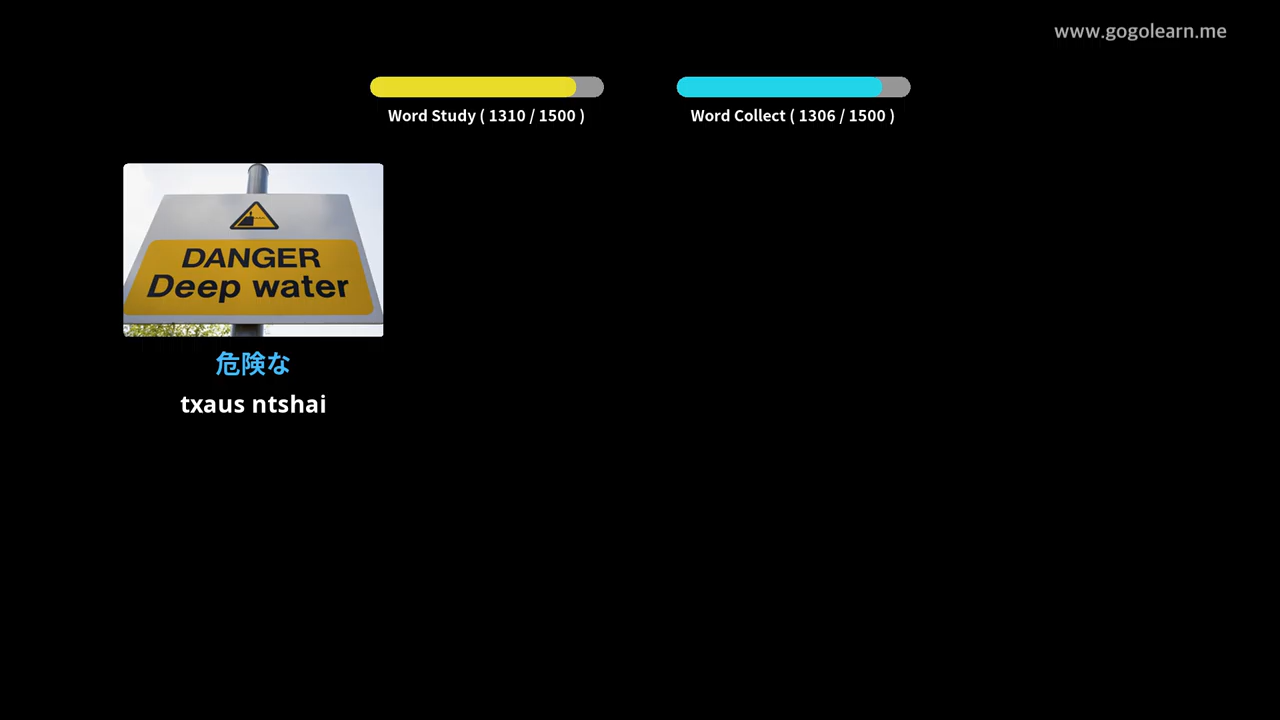 www.gogolearn.me
Word Study ( 1310 / 1500 )
Word Collect ( 1306 / 1500 )
DANGER
Deep water
危険な
txaus ntshai